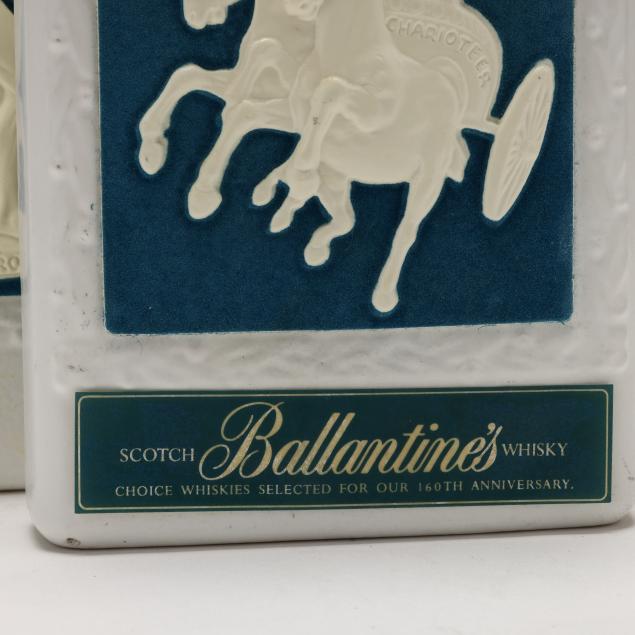 CHARIOTEER
SCOTCH Ballantine's WHISKY
CHOICE WHISKIES SELECTED FOR OUR 160TH ANNIVERSARY.